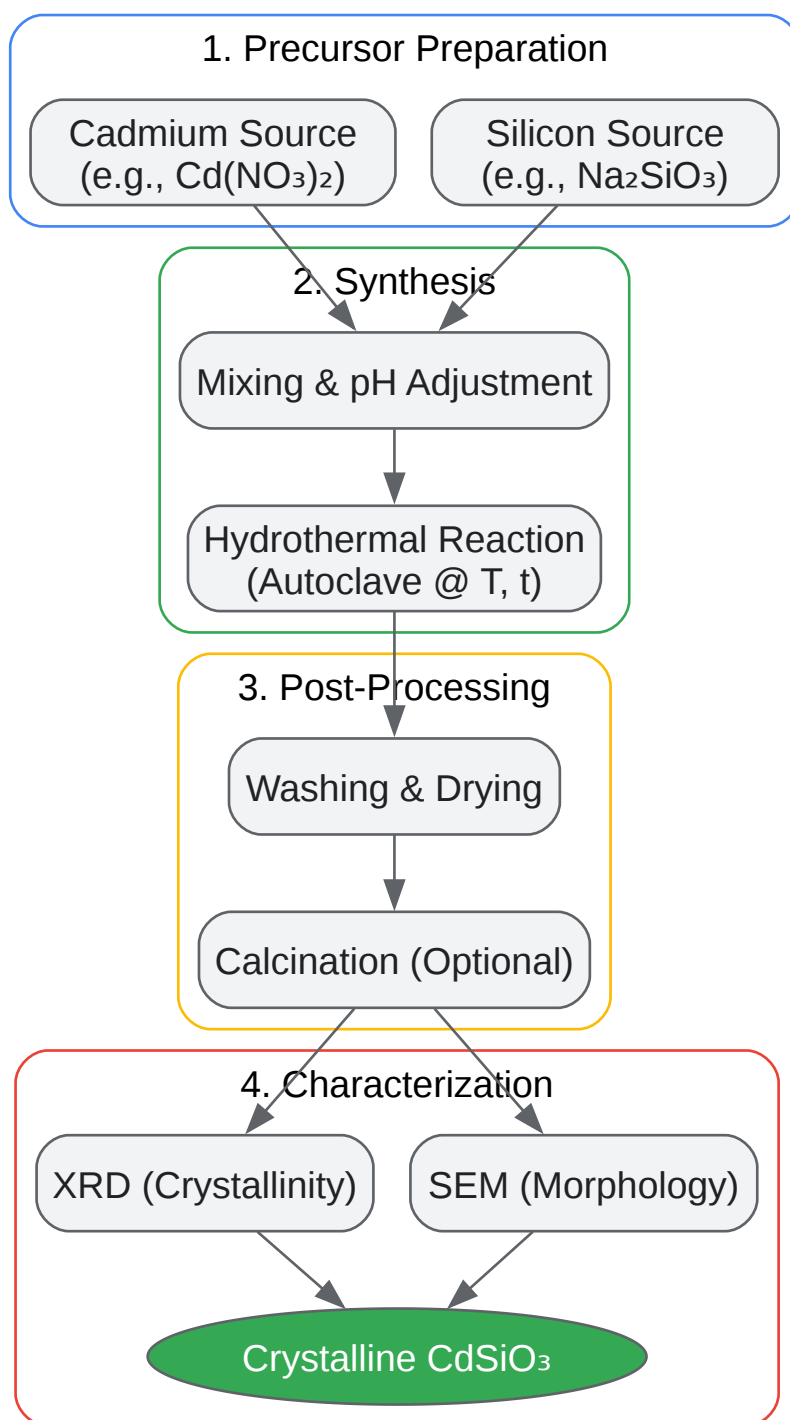 1. Precursor Preparation
Cadmium Source
(e.g., Cd(NO₃)₂)
Silicon Source
(e.g., Na₂SiO₃)
2. Synthesis
Mixing & pH Adjustment
Hydrothermal Reaction
(Autoclave @ T, t)
3. Post-Processing
Washing & Drying
Calcination (Optional)
4. Characterization
XRD (Crystallinity)
SEM (Morphology)
Crystalline CdSiO₃